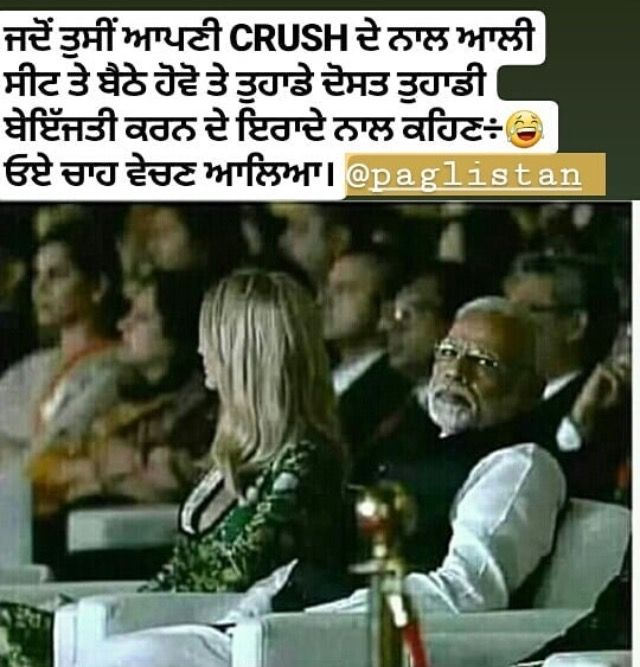 ਜਦੋਂ ਤੁਸੀਂ ਆਪਣੀ CRUSH ਦੇ ਨਾਲ ਆਲੀ
ਸੀਟ ਤੇ ਬੈਠੇ ਹੋਵੋ ਤੇ ਤੁਹਾਡੇ ਦੋਸਤ ਤੁਹਾਡੀ
ਬੇਇੱਜਤੀ ਕਰਨ ਦੇ ਇਰਾਦੇ ਨਾਲ ਕਹਿਣ÷😂
ਓਏ ਚਾਹ ਵੇਚਣ ਆਲਿਆ। @paglistan